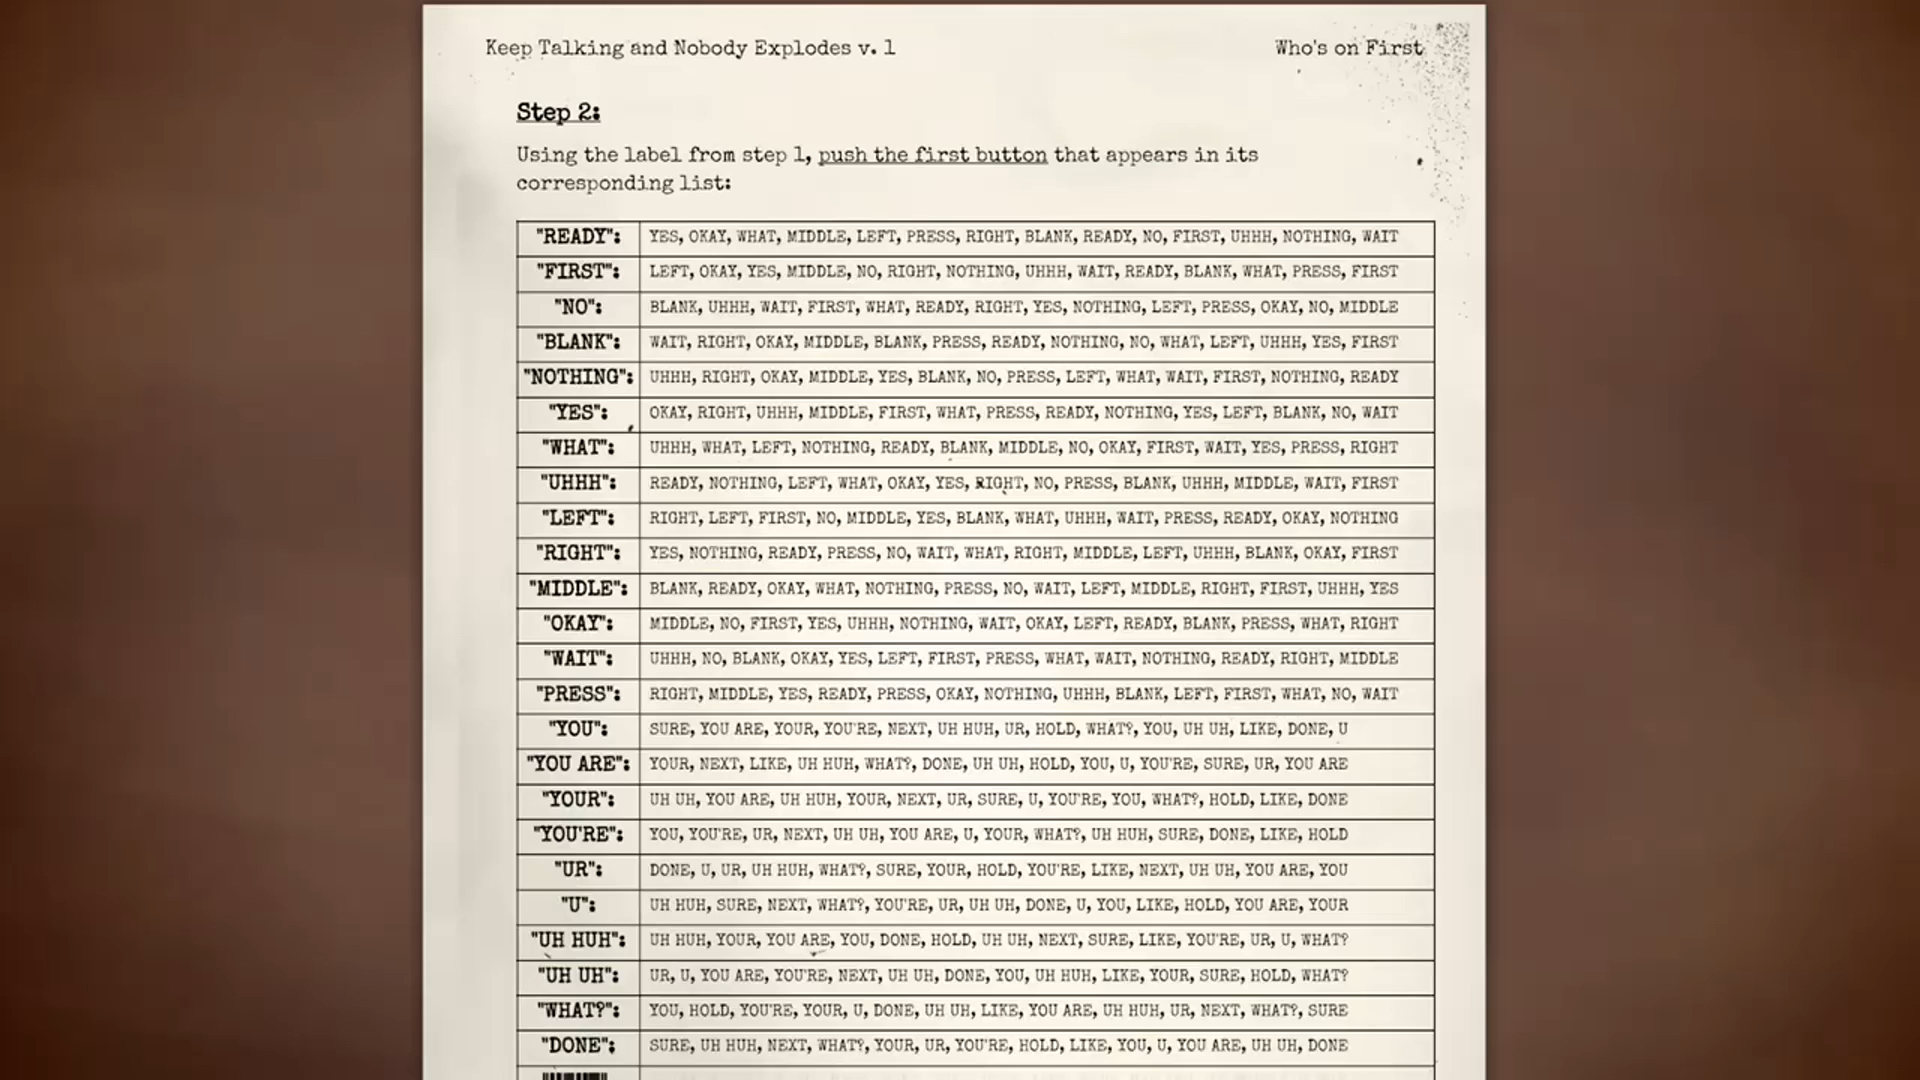 Keep Talking and Nobody Explodes v. 1
Who's on First
Step 2:
Using the label from step 1, push the first button that appears in its
corresponding list:
"READY": YES, OKAY, WHAT, MIDDLE, LEFT, PRESS, RIGHT, BLANK, READY, NO, FIRST, UHHH, NOTHING, WAIT
"FIRST": LEFT, OKAY, YES, MIDDLE, NO, RIGHT, NOTHING, UHHH, WAIT, READY, BLANK, WHAT, PRESS, FIRST
"NO": BLANK, UHHH, WAIT, FIRST, WHAT, READY, RIGHT, YES, NOTHING, LEFT, PRESS, OKAY, NO, MIDDLE
"BLANK": WAIT, RIGHT, OKAY, MIDDLE, BLANK, PRESS, READY, NOTHING, NO, WHAT, LEFT, UHHH, YES, FIRST
"NOTHING": UHHH, RIGHT, OKAY, MIDDLE, YES, BLANK, NO, PRESS, LEFT, WHAT, WAIT, FIRST, NOTHING, READY
"YES": OKAY, RIGHT, UHHH, MIDDLE, FIRST, WHAT, PRESS, READY, NOTHING, YES, LEFT, BLANK, NO, WAIT
"WHAT": UHHH, WHAT, LEFT, NOTHING, READY, BLANK, MIDDLE, NO, OKAY, FIRST, WAIT, YES, PRESS, RIGHT
"UHHH": READY, NOTHING, LEFT, WHAT, OKAY, YES, RIGHT, NO, PRESS, BLANK, UHHH, MIDDLE, WAIT, FIRST
"LEFT": RIGHT, LEFT, FIRST, NO, MIDDLE, YES, BLANK, WHAT, UHHH, WAIT, PRESS, READY, OKAY, NOTHING
"RIGHT": YES, NOTHING, READY, PRESS, NO, WAIT, WHAT, RIGHT, MIDDLE, LEFT, UHHH, BLANK, OKAY, FIRST
"MIDDLE": BLANK, READY, OKAY, WHAT, NOTHING, PRESS, NO, WAIT, LEFT, MIDDLE, RIGHT, FIRST, UHHH, YES
"OKAY": MIDDLE, NO, FIRST, YES, UHHH, NOTHING, WAIT, OKAY, LEFT, READY, BLANK, PRESS, WHAT, RIGHT
"WAIT": UHHH, NO, BLANK, OKAY, YES, LEFT, FIRST, PRESS, WHAT, WAIT, NOTHING, READY, RIGHT, MIDDLE
"PRESS": RIGHT, MIDDLE, YES, READY, PRESS, OKAY, NOTHING, UHHH, BLANK, LEFT, FIRST, WHAT, NO, WAIT
"YOU": SURE, YOU ARE, YOUR, YOU'RE, NEXT, UH HUH, UR, HOLD, WHAT?, YOU, UH UH, LIKE, DONE, U
"YOU ARE": YOUR, NEXT, LIKE, UH HUH, WHAT?, DONE, UH UH, HOLD, YOU, U, YOU'RE, SURE, UR, YOU ARE
"YOUR": UH UH, YOU ARE, UH HUH, YOUR, NEXT, UR, SURE, U, YOU'RE, YOU, WHAT?, HOLD, LIKE, DONE
"YOU'RE": YOU, YOU'RE, UR, NEXT, UH UH, YOU ARE, U, YOUR, WHAT?, UH HUH, SURE, DONE, LIKE, HOLD
"UR": DONE, U, UR, UH HUH, WHAT?, SURE, YOUR, HOLD, YOU'RE, LIKE, NEXT, UH UH, YOU ARE, YOU
"U": UH HUH, SURE, NEXT, WHAT?, YOU'RE, UR, UH UH, DONE, U, YOU, LIKE, HOLD, YOU ARE, YOUR
"UH HUH": UH HUH, YOUR, YOU ARE, YOU, DONE, HOLD, UH UH, NEXT, SURE, LIKE, YOU'RE, UR, U, WHAT?
"UH UH": UR, U, YOU ARE, YOU'RE, NEXT, UH UH, DONE, YOU, UH HUH, LIKE, YOUR, SURE, HOLD, WHAT?
"WHAT?": YOU, HOLD, YOU'RE, YOUR, U, DONE, UH UH, LIKE, YOU ARE, UH HUH, UR, NEXT, WHAT?, SURE
"DONE": SURE, UH HUH, NEXT, WHAT?, YOUR, UR, YOU'RE, HOLD, LIKE, YOU, U, YOU ARE, UH UH, DONE